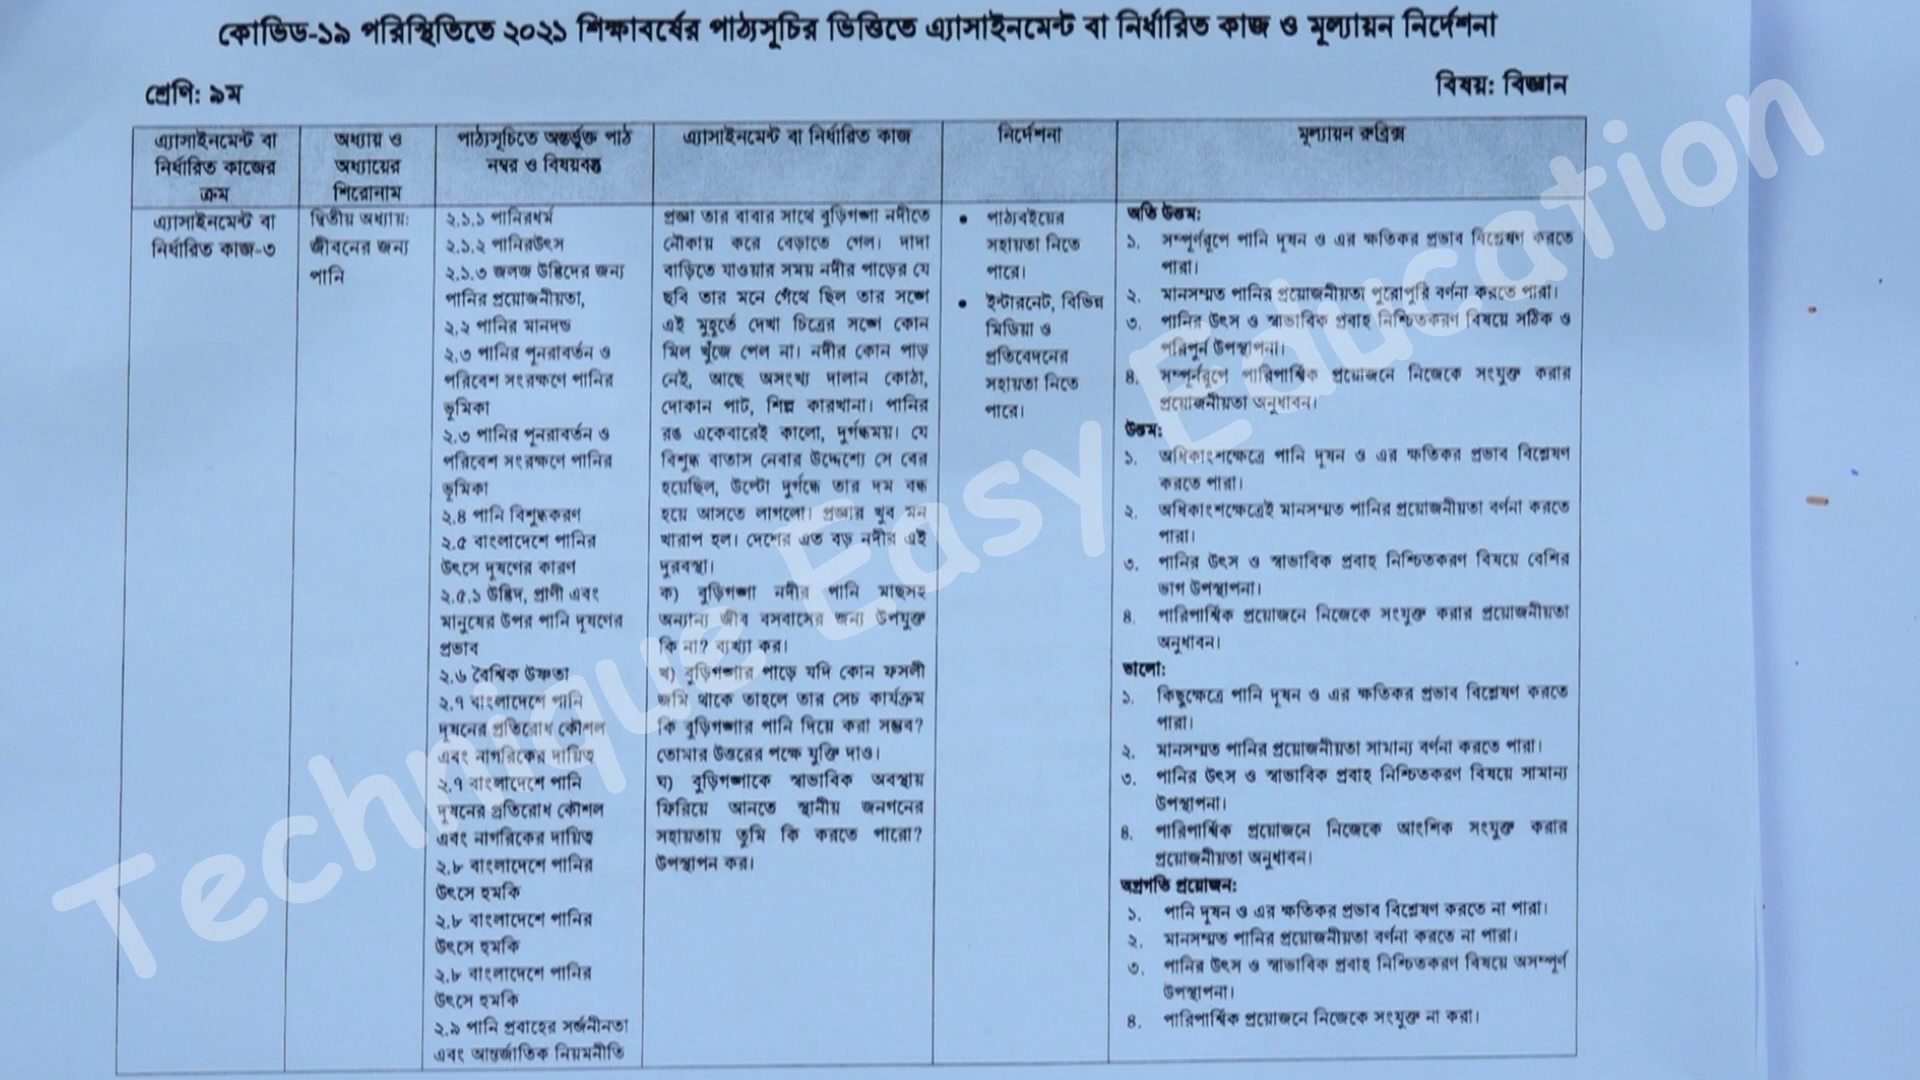 কোভিড-১৯ পরিস্থিতিতে ২০২১ শিক্ষাবর্ষের পাঠ্যসূচির ভিত্তিতে এ্যাসাইনমেন্ট বা নির্ধারিত কাজ ও মূল্যায়ন নির্দেশনা
শ্রেণি: ৯ম
বিষয়: বিজ্ঞান
এ্যাসাইনমেন্ট বা
নির্ধারিত কাজের
ক্রম
অধ্যায় ও
অধ্যায়ের
শিরোনাম
পাঠ্যসূচিতে অন্তর্ভুক্ত পাঠ
নম্বর ও বিষয়বস্তু
এ্যাসাইনমেন্ট বা নির্ধারিত কাজ
নির্দেশনা
মূল্যায়ন রুব্রিক্স
এ্যাসাইনমেন্ট বা
নির্ধারিত কাজ-৩
দ্বিতীয় অধ্যায়:
জীবনের জন্য
পানি
২.১.১ পানিরধর্ম
২.১.২ পানিরউৎস
২.১.৩ জলজ উদ্ভিদের জন্য
পানির প্রয়োজনীয়তা,
২.২ পানির মানদন্ড
২.৩ পানির পুনরাবর্তন ও
পরিবেশ সংরক্ষণে পানির
ভূমিকা
২.৩ পানির পুনরাবর্তন ও
পরিবেশ সংরক্ষণে পানির
ভূমিকা
২.৪ পানি বিশুদ্ধকরণ
২.৫ বাংলাদেশে পানির
উৎসে দূষণের কারণ
২.৫.১ উদ্ভিদ, প্রাণী এবং
মানুষের উপর পানি দূষণের
প্রভাব
২.৬ বৈশ্বিক উষ্ণতা
২.৭ বাংলাদেশে পানি
দূষনের প্রতিরোধ কৌশল
এবং নাগরিকের দায়িত্ব
২.৭ বাংলাদেশে পানি
দূষনের প্রতিরোধ কৌশল
এবং নাগরিকের দায়িত্ব
২.৮ বাংলাদেশে পানির
উৎসে হুমকি
২.৮ বাংলাদেশে পানির
উৎসে হুমকি
২.৮ বাংলাদেশে পানির
উৎসে হুমকি
২.৯ পানি প্রবাহের সর্জনীনতা
এবং আন্তর্জাতিক নিয়মনীতি
প্রজ্ঞা তার বাবার সাথে বুড়িগঙ্গা নদীতে
নৌকায় করে বেড়াতে গেল। দাদা
বাড়িতে যাওয়ার সময় নদীর পাড়ের যে
ছবি তার মনে গেঁথে ছিল তার সঙ্গে
এই মুহূর্তে দেখা চিত্রের সঙ্গে কোন
মিল খুঁজে পেল না। নদীর কোন পাড়
নেই, আছে অসংখ্য দালান কোঠা,
দোকান পাট, শিল্প কারখানা। পানির
রঙ একেবারেই কালো, দুর্গন্ধময়। যে
বিশুদ্ধ বাতাস নেবার উদ্দেশ্যে সে বের
হয়েছিল, উল্টো দুর্গন্ধে তার দম বন্ধ
হয়ে আসতে লাগলো। প্রজ্ঞার খুব মন
খারাপ হল। দেশের এত বড় নদীর এই
দুরবস্থা।
ক) বুড়িগঙ্গা নদীর পানি মাছসহ
অন্যান্য জীব বসবাসের জন্য উপযুক্ত
কি না? ব্যখ্যা কর।
খ) বুড়িগঙ্গার পাড়ে যদি কোন ফসলী
জমি থাকে তাহলে তার সেচ কার্যক্রম
কি বুড়িগঙ্গার পানি দিয়ে করা সম্ভব?
তোমার উত্তরের পক্ষে যুক্তি দাও।
ঘ) বুড়িগঙ্গাকে স্বাভাবিক অবস্থায়
ফিরিয়ে আনতে স্থানীয় জনগনের
সহায়তায় তুমি কি করতে পারো?
উপস্থাপন কর।
• পাঠ্যবইয়ের
সহায়তা নিতে
পারে।
• ইন্টারনেট, বিভিন্ন
মিডিয়া ও
প্রতিবেদনের
সহায়তা নিতে
পারে।
অতি উত্তম:
১. সম্পূর্ণরূপে পানি দূষন ও এর ক্ষতিকর প্রভাব বিশ্লেষণ করতে
পারা।
২. মানসম্মত পানির প্রয়োজনীয়তা পুরোপুরি বর্ণনা করতে পারা।
৩. পানির উৎস ও স্বাভাবিক প্রবাহ নিশ্চিতকরণ বিষয়ে সঠিক ও
পরিপূর্ন উপস্থাপনা।
৪. সম্পূর্নরূপে পারিপার্শ্বিক প্রয়োজনে নিজেকে সংযুক্ত করার
প্রয়োজনীয়তা অনুধাবন।
উত্তম:
১. অধিকাংশক্ষেত্রে পানি দূষন ও এর ক্ষতিকর প্রভাব বিশ্লেষণ
করতে পারা।
২. অধিকাংশক্ষেত্রেই মানসম্মত পানির প্রয়োজনীয়তা বর্ণনা করতে
পারা।
৩. পানির উৎস ও স্বাভাবিক প্রবাহ নিশ্চিতকরণ বিষয়ে বেশির
ভাগ উপস্থাপনা।
৪. পারিপার্শ্বিক প্রয়োজনে নিজেকে সংযুক্ত করার প্রয়োজনীয়তা
অনুধাবন।
ভালো:
১. কিছুক্ষেত্রে পানি দূষন ও এর ক্ষতিকর প্রভাব বিশ্লেষণ করতে
পারা।
২. মানসম্মত পানির প্রয়োজনীয়তা সামান্য বর্ণনা করতে পারা।
৩. পানির উৎস ও স্বাভাবিক প্রবাহ নিশ্চিতকরণ বিষয়ে সামান্য
উপস্থাপনা।
৪. পারিপার্শ্বিক প্রয়োজনে নিজেকে আংশিক সংযুক্ত করার
প্রয়োজনীয়তা অনুধাবন।
অগ্রগতি প্রয়োজন:
১. পানি দূষন ও এর ক্ষতিকর প্রভাব বিশ্লেষণ করতে না পারা।
২. মানসম্মত পানির প্রয়োজনীয়তা বর্ণনা করতে না পারা।
৩. পানির উৎস ও স্বাভাবিক প্রবাহ নিশ্চিতকরণ বিষয়ে অসম্পূর্ণ
উপস্থাপনা।
৪. পারিপার্শ্বিক প্রয়োজনে নিজেকে সংযুক্ত না করা।
Technique Easy Education